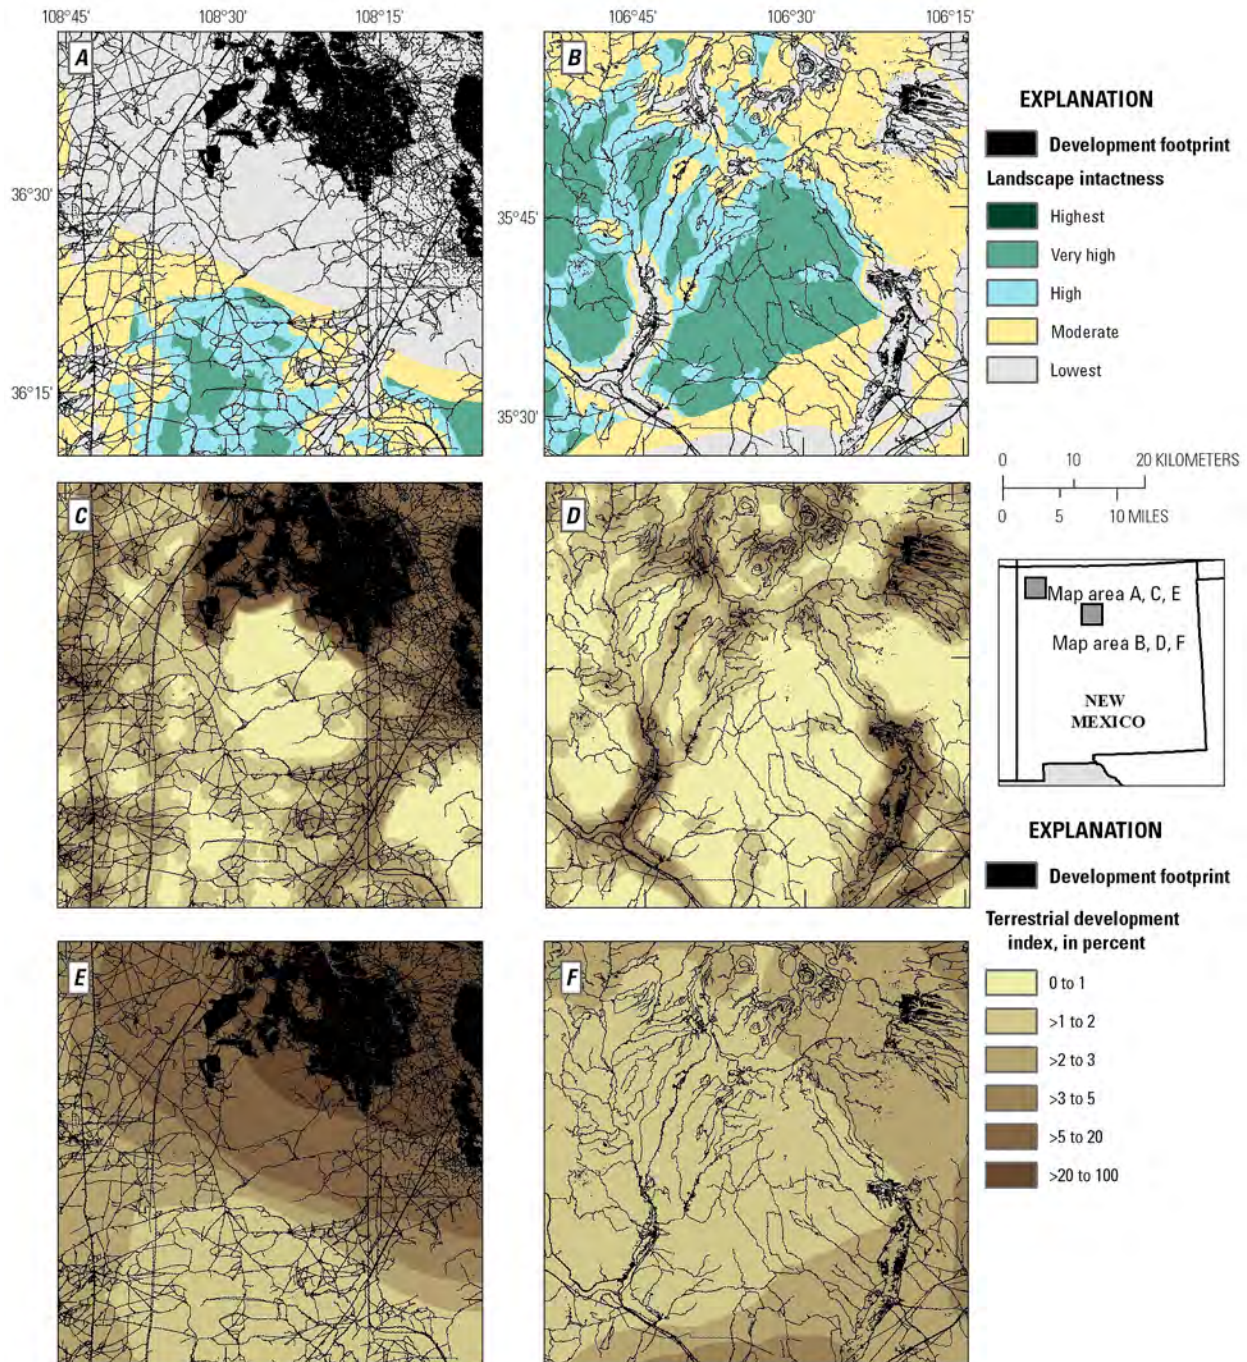 108°45' 108°30' 108°15' 106°45' 106°30' 106°15'
A
B
36°30'
36°15'
35°45'
35°30'
EXPLANATION
Development footprint
Landscape intactness
Highest
Very high
High
Moderate
Lowest
0 10 20 KILOMETERS
0 5 10 MILES
C
D
Map area A, C, E
Map area B, D, F
NEW
MEXICO
EXPLANATION
Development footprint
Terrestrial development
index, in percent
E
F
0 to 1
>1 to 2
>2 to 3
>3 to 5
>5 to 20
>20 to 100